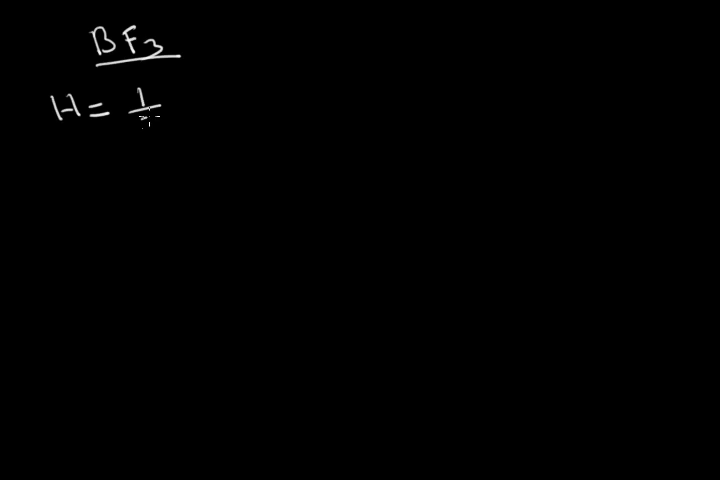 BF3
H = 1